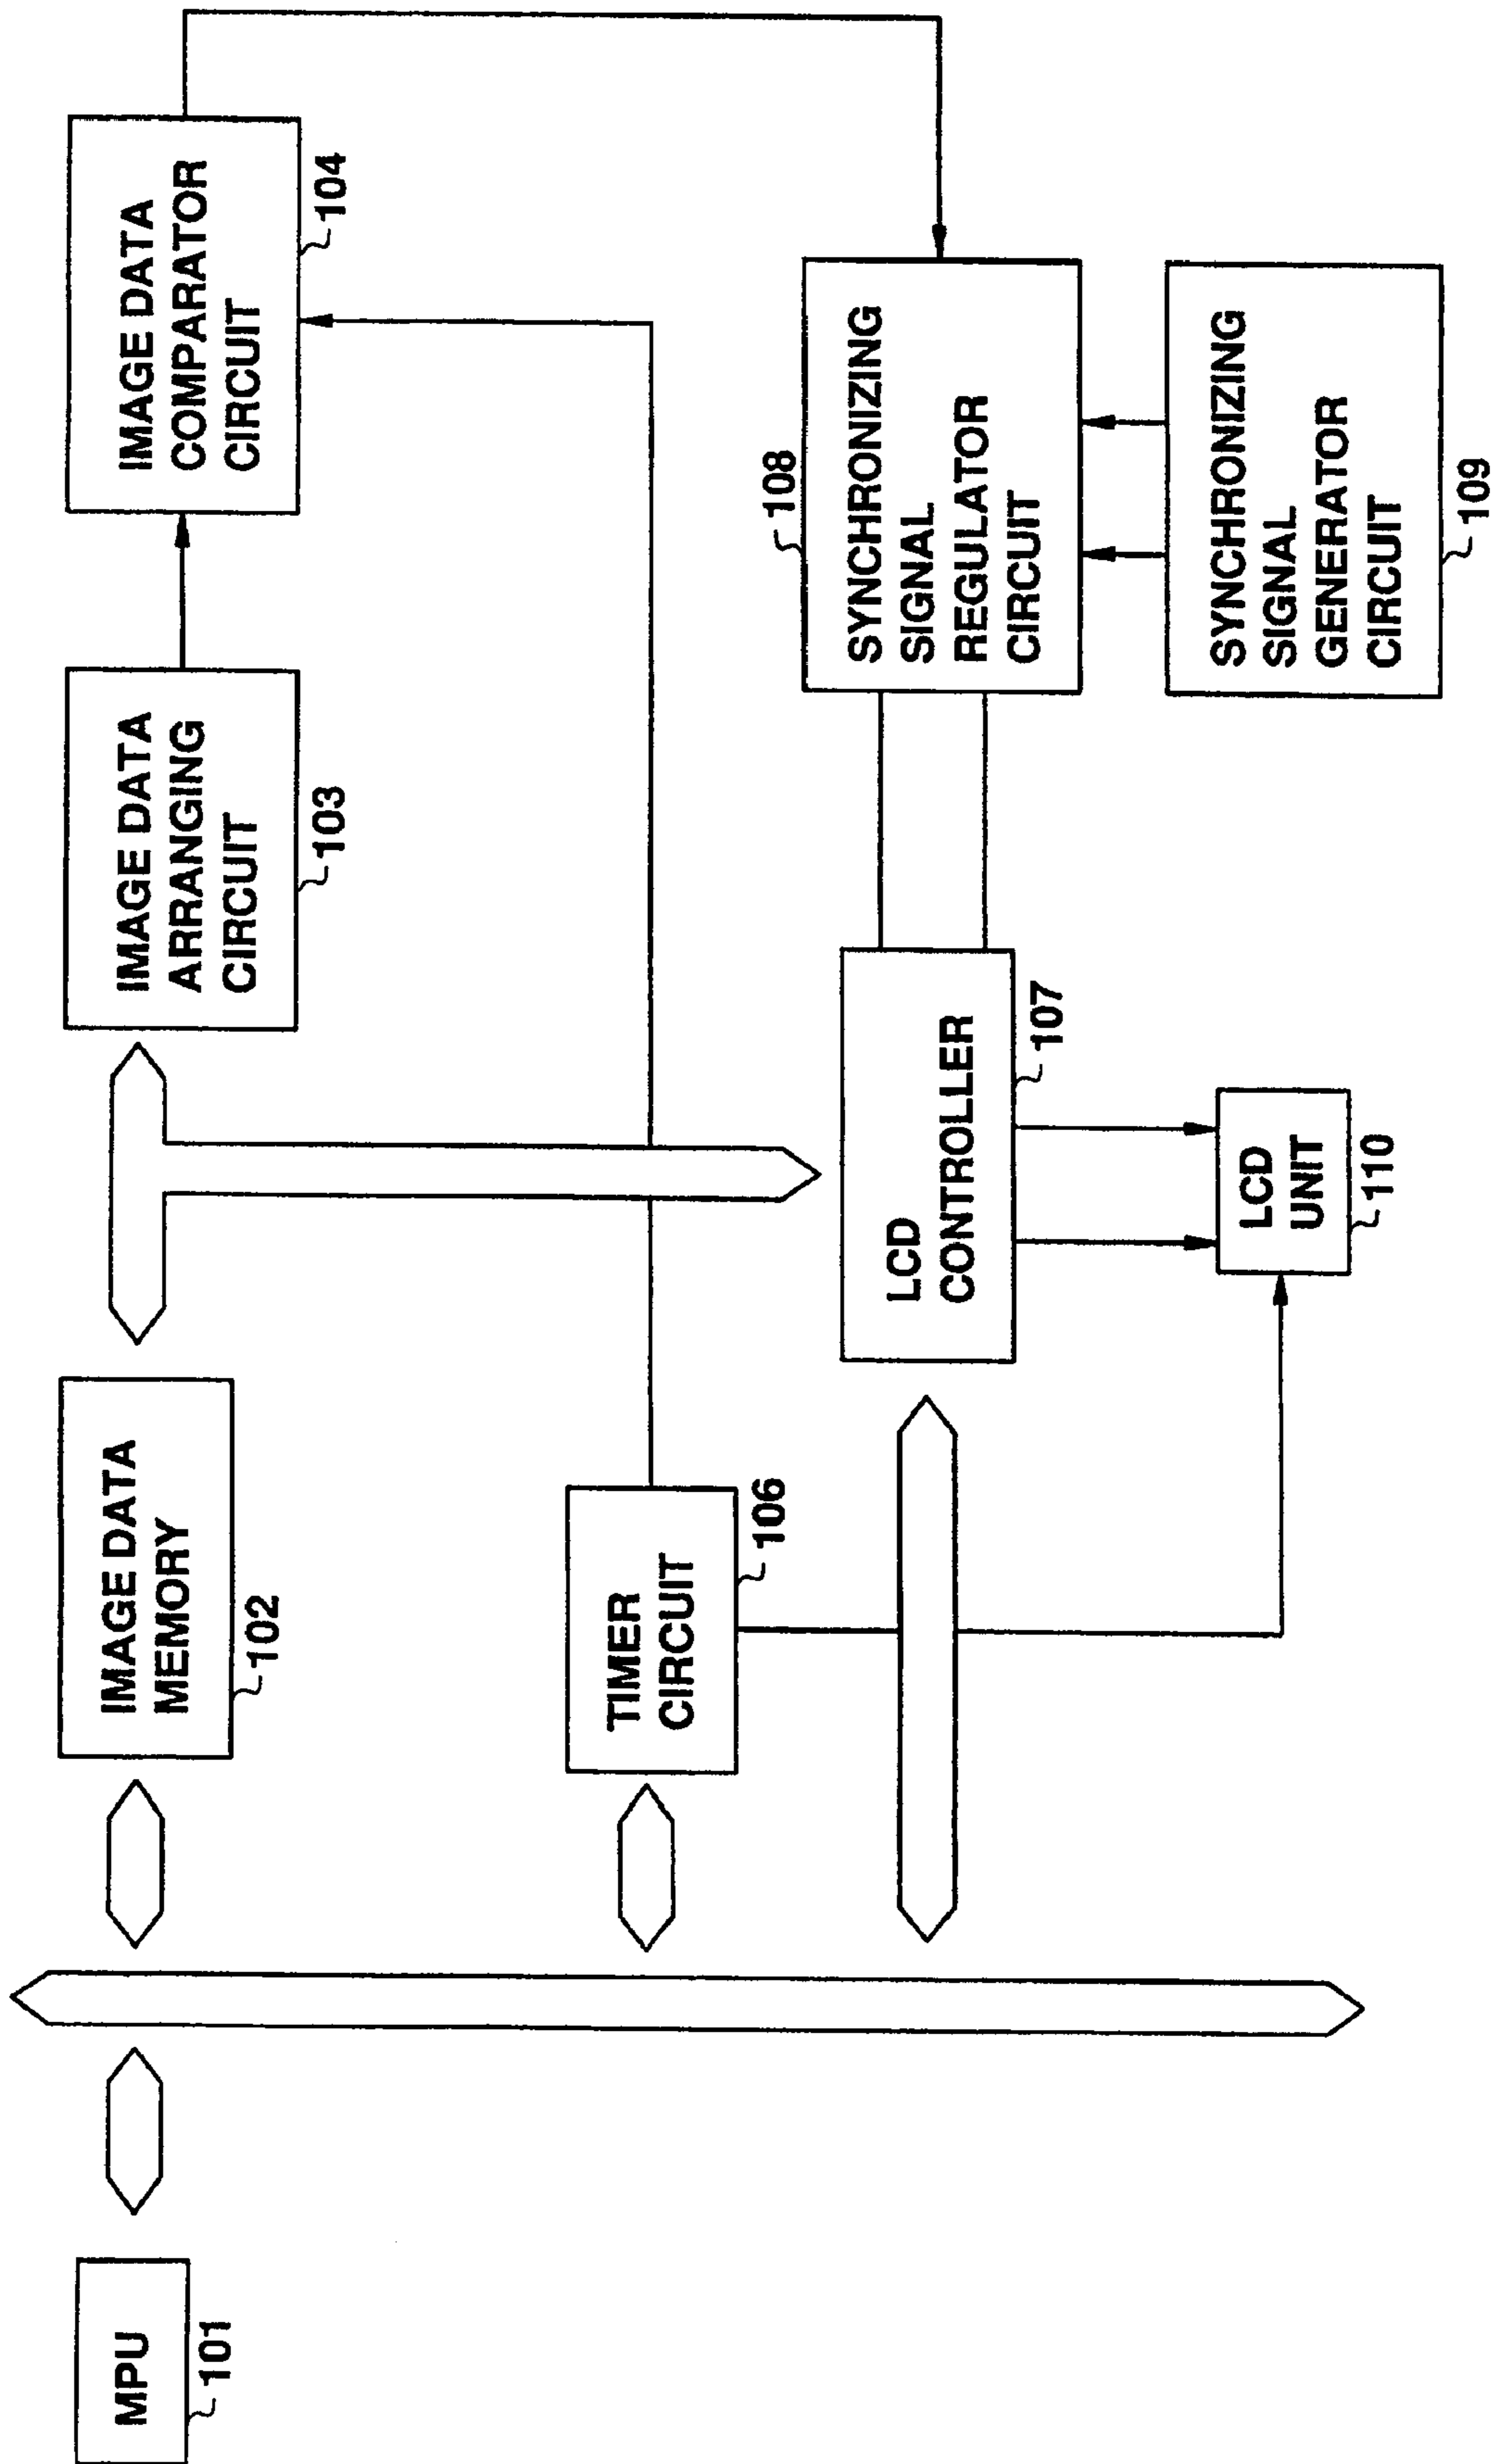 MPU
101
IMAGE DATA
MEMORY
102
IMAGE DATA
ARRANGING
CIRCUIT
103
IMAGE DATA
COMPARATOR
CIRCUIT
104
TIMER
CIRCUIT
106
LCD
CONTROLLER
107
108
SYNCHRONIZING
SIGNAL
REGULATOR
CIRCUIT
LCD
UNIT
110
SYNCHRONIZING
SIGNAL
GENERATOR
CIRCUIT
109